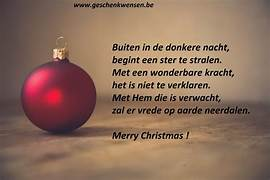 www.geschenkwensen.be
Buiten in de donkere nacht,
begint een ster te stralen.
Met een wonderbare kracht,
het is niet te verklaren.
Met Hem die is verwacht,
zal er vrede op aarde neerdalen.
Merry Christmas !